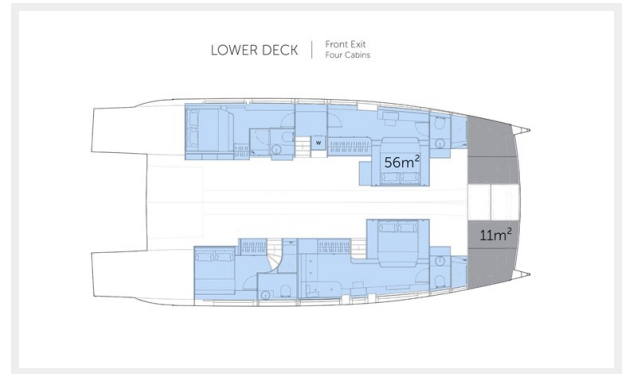 LOWER DECK
Front Exit
Four Cabins
W
56m²
11m²